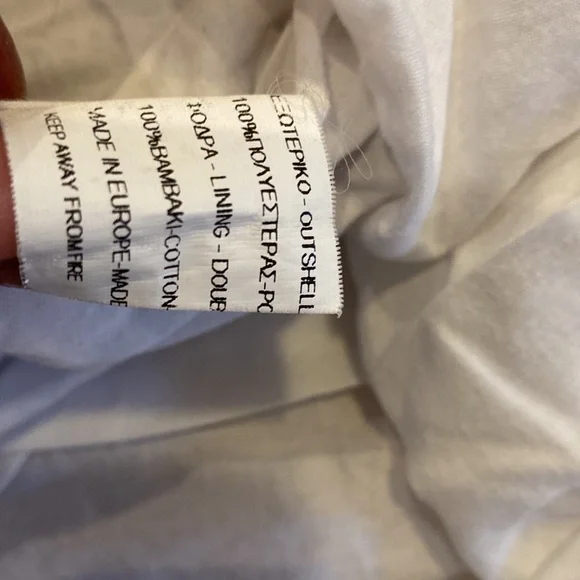 ΕΞΩΤΕΡΙΚΟ - OUTSHELL
100%ΠΟΛΥΕΣΤΕΡΑΣ-PO
ΦΟΔΡΑ - LINING - DOUB
100%ΒΑΜΒΑΚΙ-COTTON-
MADE IN EUROPE-MADE
KEEP AWAY FROM FIRE